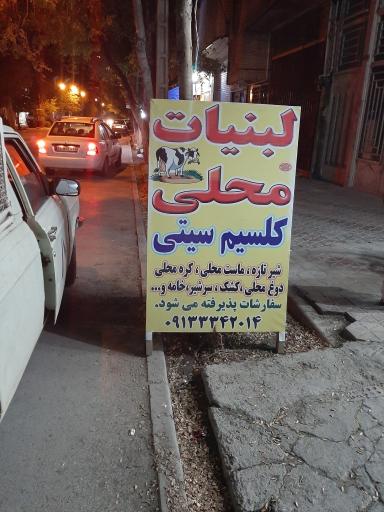 لبنیات
محلی
کلسیم سیتی
شیر تازه، ماست محلی، کره محلی
دوغ محلی، کشک، سرشیر، خامه و...
سفارشات پذیرفته می شود.
۰۹۱۳۳۳۴۲۰۱۴